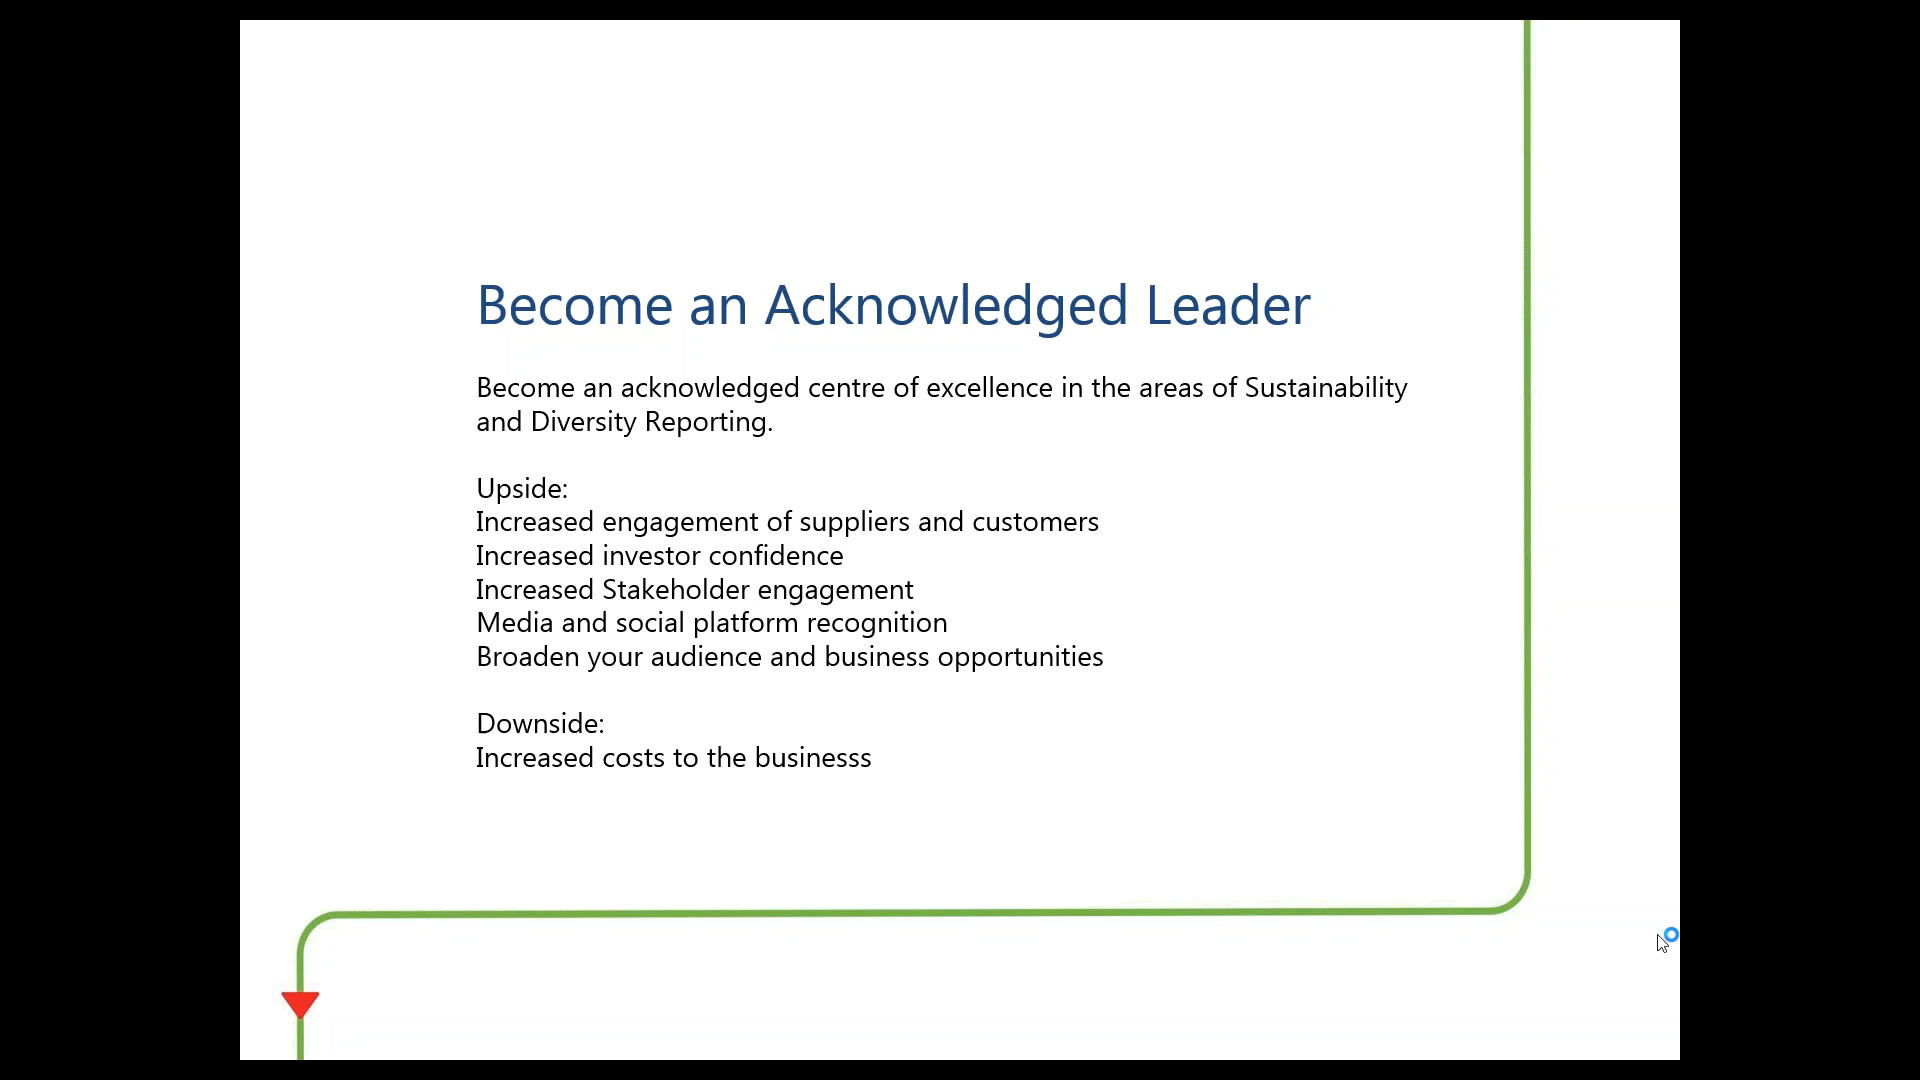 Become an Acknowledged Leader
Become an acknowledged centre of excellence in the areas of Sustainability
and Diversity Reporting.
Upside:
Increased engagement of suppliers and customers
Increased investor confidence
Increased Stakeholder engagement
Media and social platform recognition
Broaden your audience and business opportunities
Downside:
Increased costs to the businesss